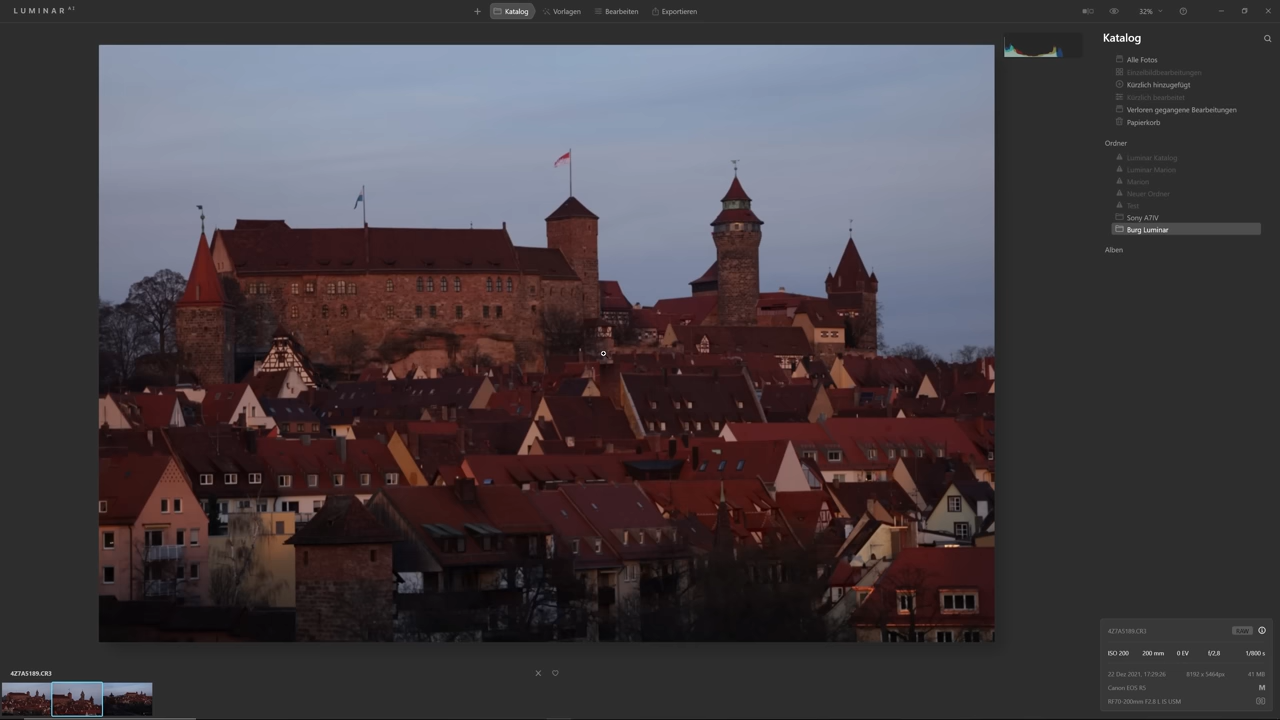 LUMINAR AI
Katalog
Vorlagen
Bearbeiten
Exportieren
32%
Katalog
Alle Fotos
Einzelbildbearbeitungen
Kürzlich hinzugefügt
Kürzlich bearbeitet
Verloren gegangene Bearbeitungen
Papierkorb
Ordner
Luminar Katalog
Luminar Marion
Marion
Neuer Ordner
Test
Sony A7IV
Burg Luminar
Alben
4Z7A5189.CR3
RAW
ISO 200
200 mm
0 EV
f/2,8
1/800 s
22 Dez 2021, 17:29:26
8192 x 5464px
41 MB
Canon EOS R5
M
RF70-200mm F2.8 L IS USM
4Z7A5189.CR3